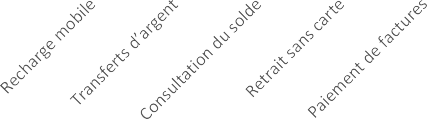 Recharge mobile
Transferts d’argent
Consultation du solde
Retrait sans carte
Paiement de factures